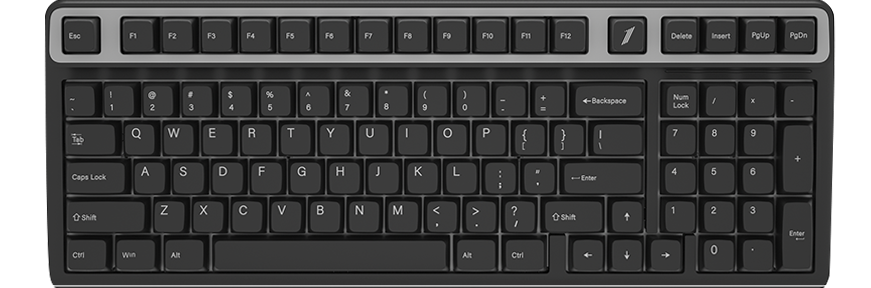 Esc F1 F2 F3 F4 F5 F6 F7 F8 F9 F10 F11 F12 Delete Insert PgUp PgDn
~ ! @ # $ % ^ & * ( ) _ + Backspace Num Lock / x -
` 1 2 3 4 5 6 7 8 9 0 - =
Tab Q W E R T Y U I O P { [ } ] | \ 7 8 9 +
Caps Lock A S D F G H J K L : ; " ' Enter 4 5 6
⇧ Shift Z X C V B N M < , > . ? / ⇧ Shift ↑ 1 2 3 Enter
Ctrl Win Alt Alt Ctrl ← ↓ → 0 .